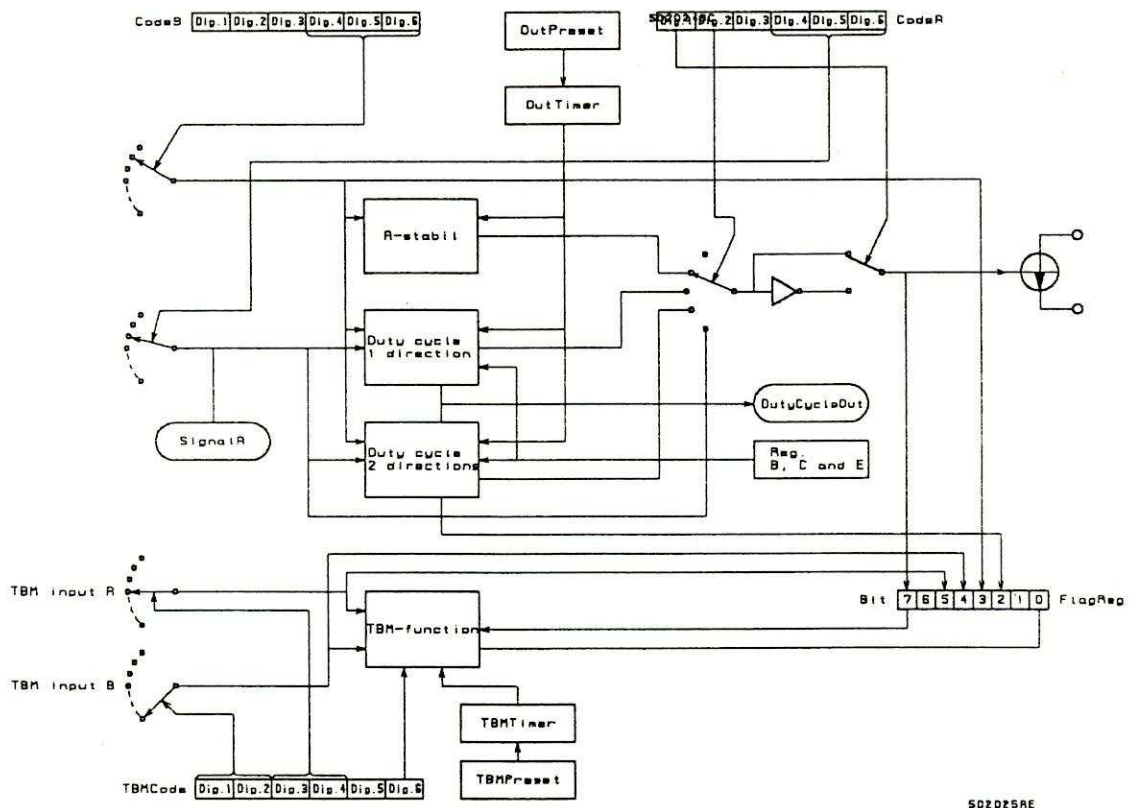 CodeB Dig.1 Dig.2 Dig.3 Dig.4 Dig.5 Dig.6
OutPreset
Dig.2 Dig.3 Dig.4 Dig.5 Dig.6 CodeA
OutTimer
A-stabil
Duty cycle
1 direction
DutyCycleOut
SignalA
Duty cycle
2 directions
Reg.
B, C and E
TBM input A
Bit 7 6 5 4 3 2 1 0 FlagReg
TBM-function
TBM input B
TBMTimer
TBMCode Dig.1 Dig.2 Dig.3 Dig.4 Dig.5 Dig.6
TBMPreset
502025AE